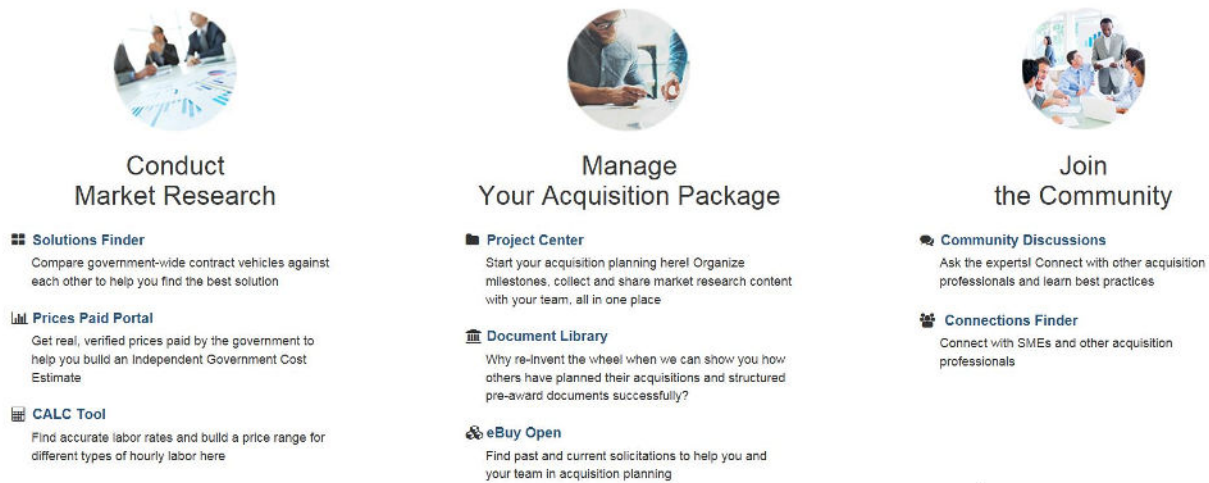 Conduct
Market Research
Solutions Finder
Compare government-wide contract vehicles against
each other to help you find the best solution
Prices Paid Portal
Get real, verified prices paid by the government to
help you build an Independent Government Cost
Estimate
CALC Tool
Find accurate labor rates and build a price range for
different types of hourly labor here
Manage
Your Acquisition Package
Project Center
Start your acquisition planning here! Organize
milestones, collect and share market research content
with your team, all in one place
Document Library
Why re-invent the wheel when we can show you how
others have planned their acquisitions and structured
pre-award documents successfully?
eBuy Open
Find past and current solicitations to help you and
your team in acquisition planning
Join
the Community
Community Discussions
Ask the experts! Connect with other acquisition
professionals and learn best practices
Connections Finder
Connect with SMEs and other acquisition
professionals